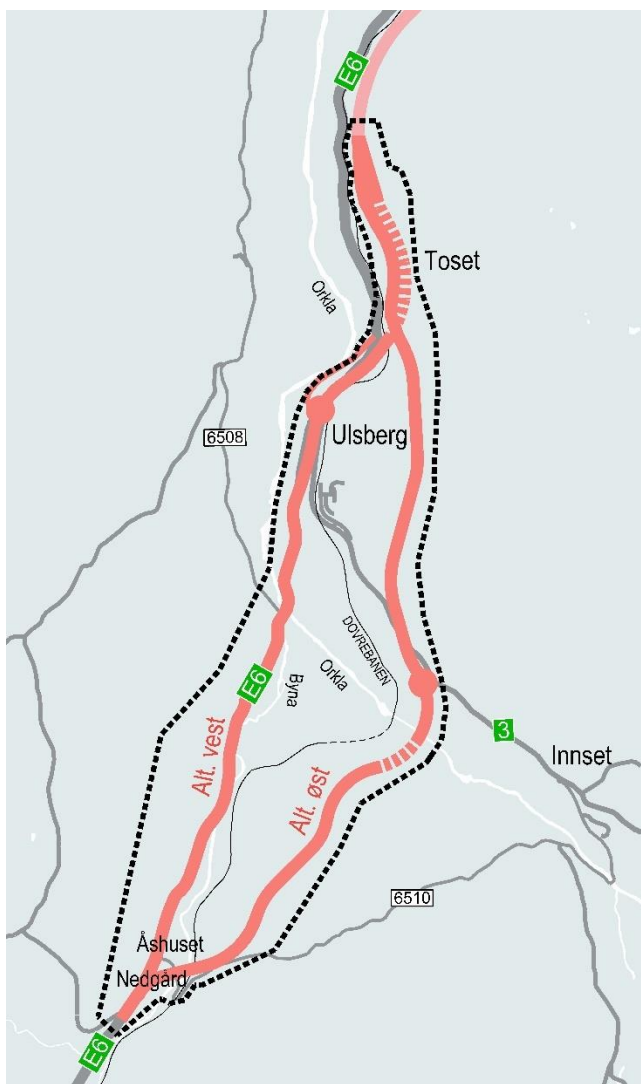 E6
Toset
Orkla
Ulsberg
6508
DOVREBANEN
Orkla
E6
Byna
Alt. vest
3
Innset
Alt. øst
6510
Åshuset
Nedgård
E6